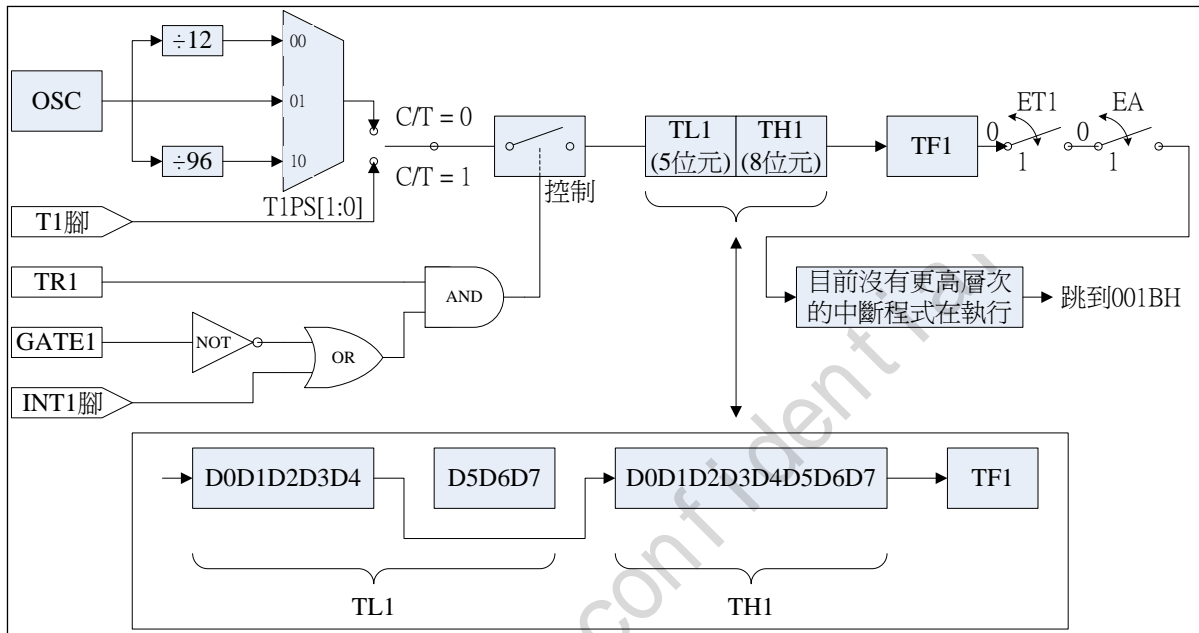 OSC
÷12
÷96
00
01
10
T1PS[1:0]
C/T = 0
C/T = 1
控制
TL1
(5位元)
TH1
(8位元)
TF1
ET1
0
1
EA
0
1
T1腳
TR1
GATE1
INT1腳
NOT
OR
AND
目前沒有更高層次
的中斷程式在執行
跳到001BH
D0D1D2D3D4
D5D6D7
D0D1D2D3D4D5D6D7
TF1
TL1
TH1
confidential